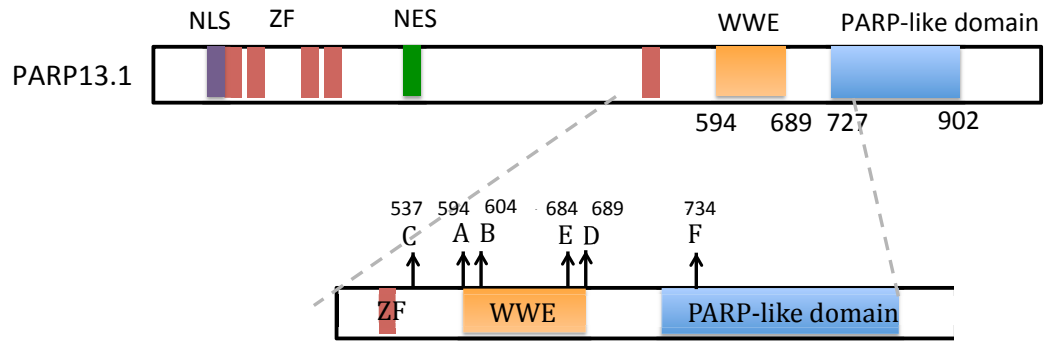 NLS ZF NES WWE PARP-like domain
PARP13.1
594 689 727 902
537 594 604 684 689 734
C A B E D F
ZF WWE PARP-like domain